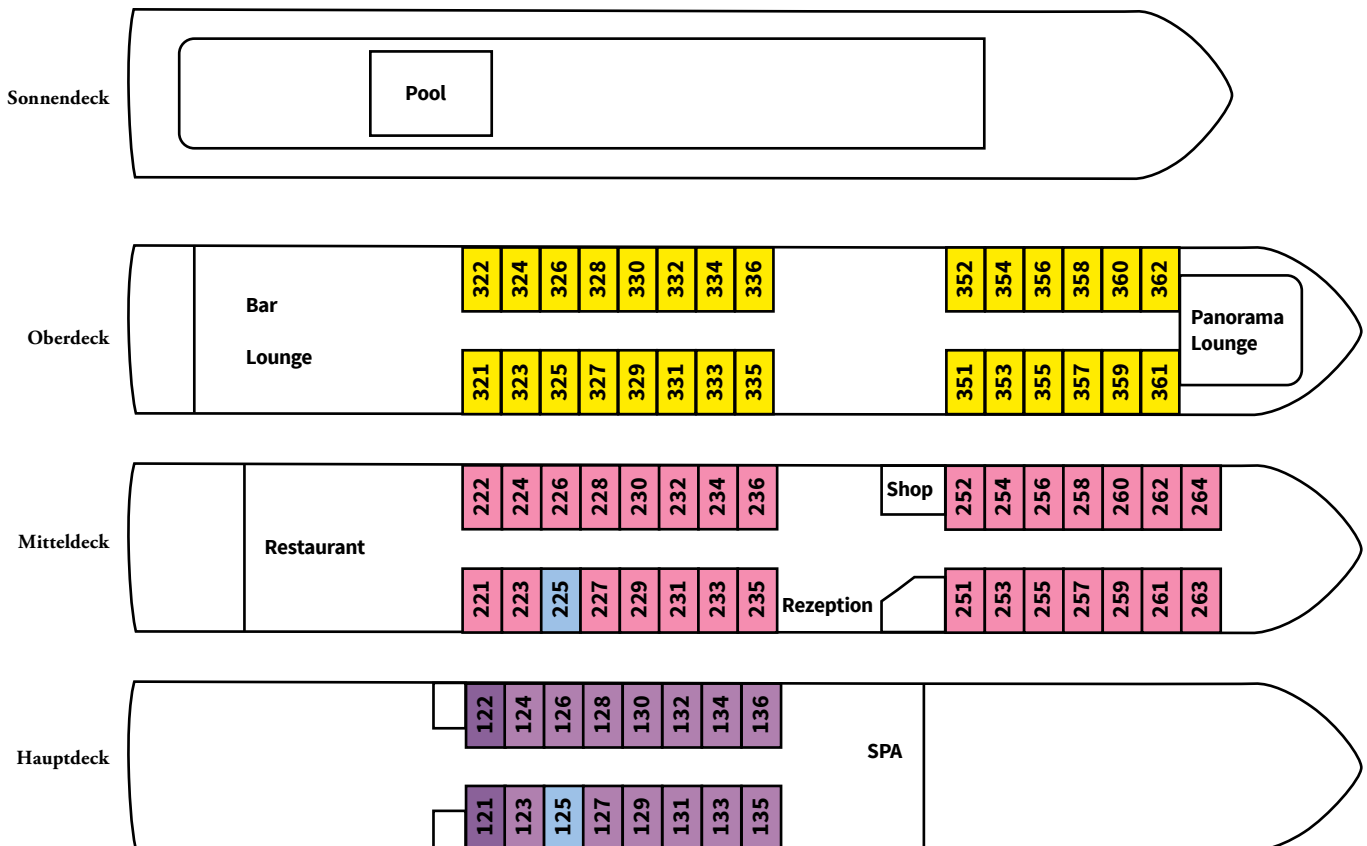 Sonnendeck
Pool
Oberdeck
322 324 326 328 330 332 334 336
352 354 356 358 360 362
Bar
Lounge
Panorama
Lounge
321 323 325 327 329 331 333 335
351 353 355 357 359 361
Mitteldeck
222 224 226 228 230 232 234 236
Shop
252 254 256 258 260 262 264
Restaurant
221 223 225 227 229 231 233 235
Rezeption
251 253 255 257 259 261 263
Hauptdeck
122 124 126 128 130 132 134 136
SPA
121 123 125 127 129 131 133 135